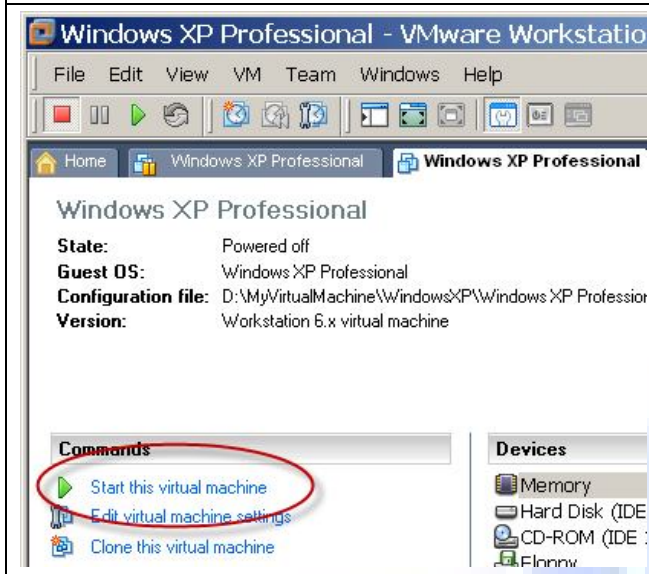 Windows XP Professional - VMware Workstatio
File Edit View VM Team Windows Help
Home Windows XP Professional Windows XP Professional
Windows XP Professional
State: Powered off
Guest OS: Windows XP Professional
Configuration file: D:\MyVirtualMachine\WindowsXP\Windows XP Profession
Version: Workstation 6.x virtual machine
Commands Devices
Start this virtual machine Memory
Edit virtual machine settings Hard Disk (IDE
Clone this virtual machine CD-ROM (IDE
Floppy